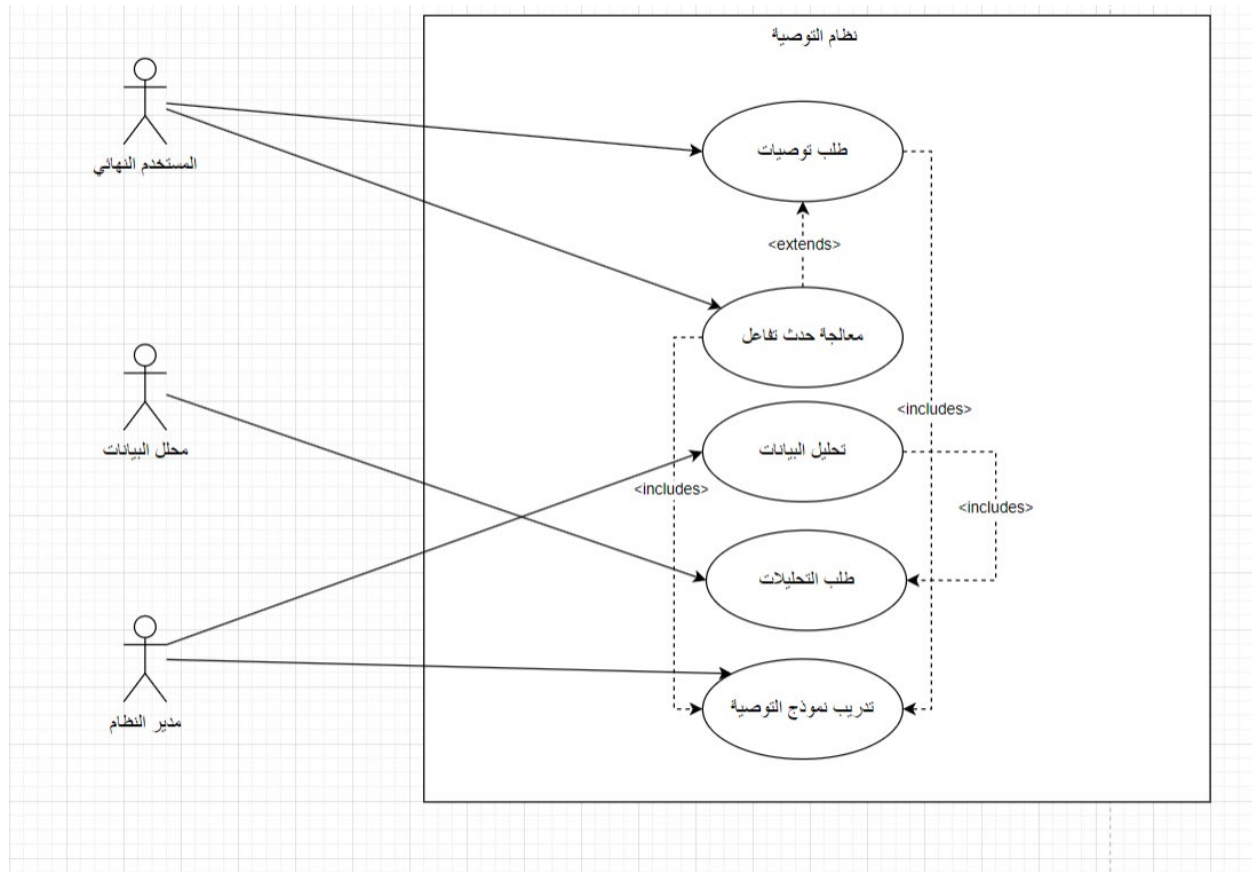 نظام التوصية
طلب توصيات
المستخدم النهائي
<extends>
معالجة حدث تفاعل
<includes>
محلل البيانات
تحليل البيانات
<includes>
<includes>
طلب التحليلات
تدريب نموذج التوصية
مدير النظام